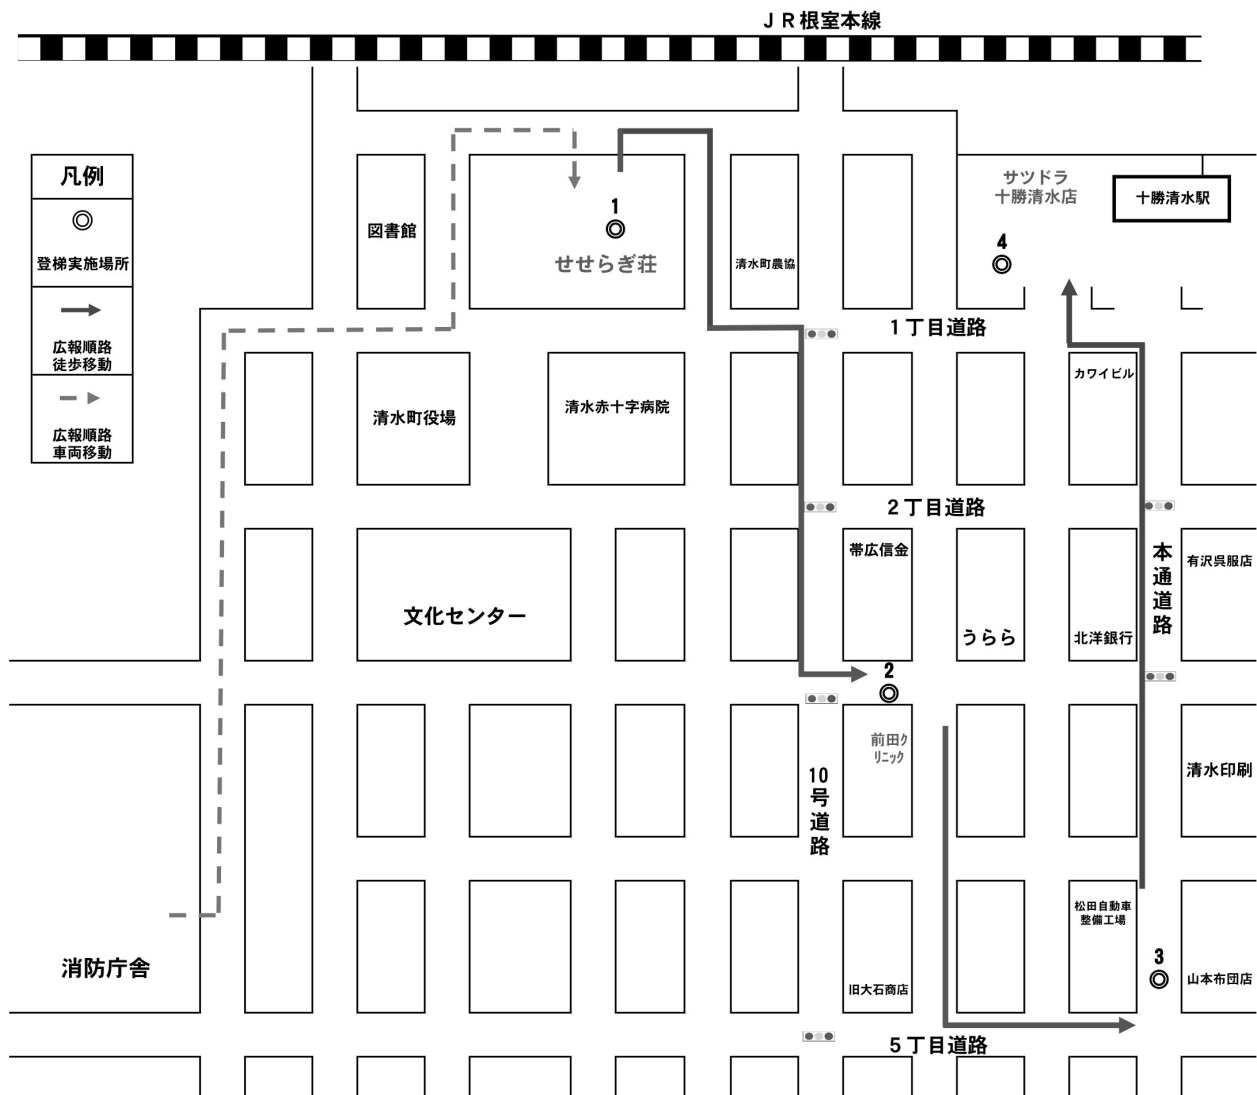 ＪＲ根室本線
凡例
登梯実施場所
広報順路
徒歩移動
広報順路
車両移動
図書館
1
せせらぎ荘
清水町農協
サツドラ
十勝清水店
4
十勝清水駅
1丁目道路
清水町役場
清水赤十字病院
カワイビル
2丁目道路
帯広信金
本通道路
有沢呉服店
文化センター
うらら
北洋銀行
2
前田ク
リニック
10号道路
清水印刷
松田自動車
整備工場
消防庁舎
旧大石商店
3
山本布団店
5丁目道路